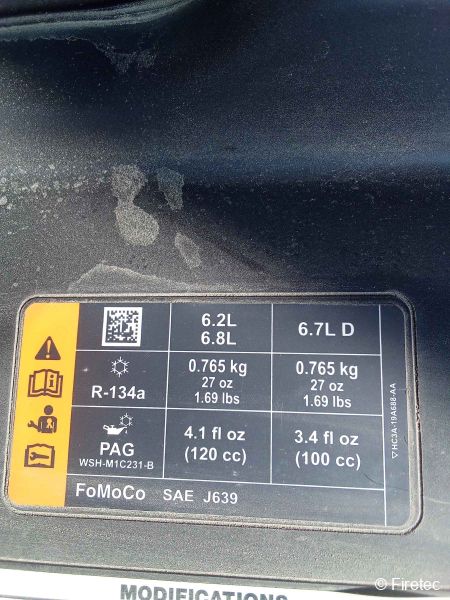 6.2L
6.8L
6.7L D
R-134a
0.765 kg
27 oz
1.69 lbs
0.765 kg
27 oz
1.69 lbs
PAG
WSH-M1C231-B
4.1 fl oz
(120 cc)
3.4 fl oz
(100 cc)
FoMoCo SAE J639
HC3A-19A688-AA
MODIFICATIONS
© Firetec